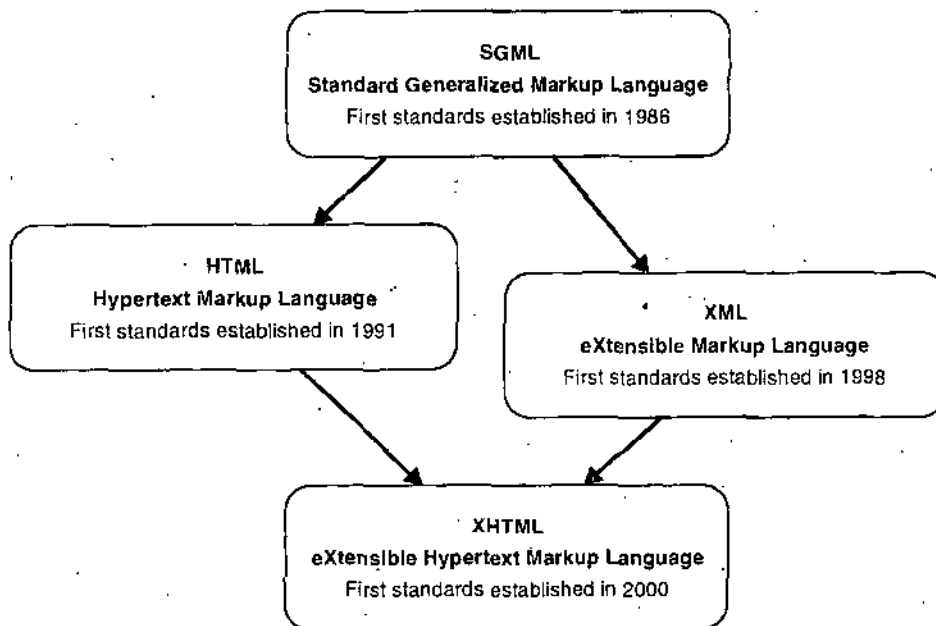 SGML
Standard Generalized Markup Language
First standards established in 1986
HTML
Hypertext Markup Language
First standards established in 1991
XML
eXtensible Markup Language
First standards established in 1998
XHTML
eXtensible Hypertext Markup Language
First standards established in 2000